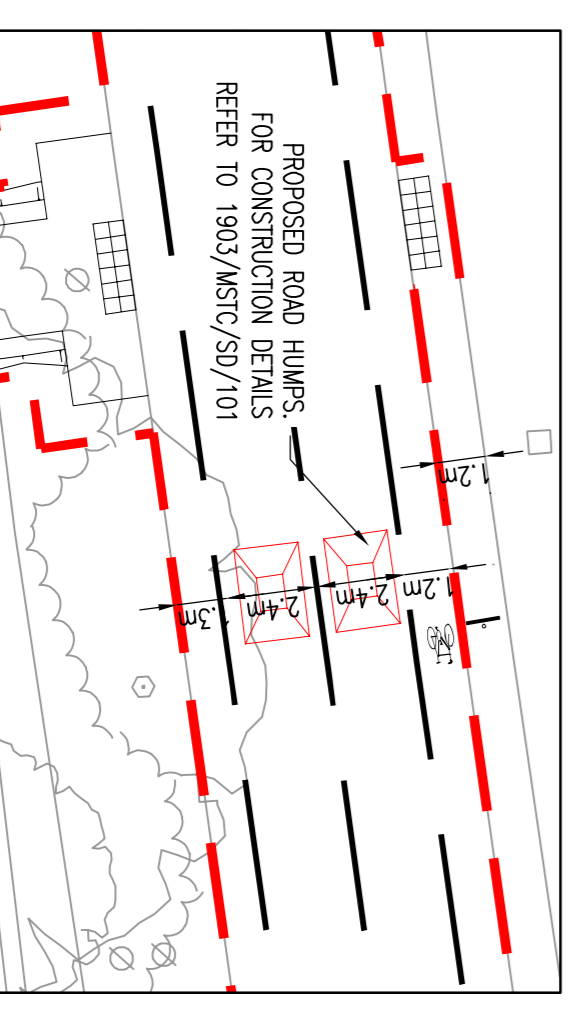 PROPOSED ROAD HUMPS.
FOR CONSTRUCTION DETAILS
REFER TO 1903/MSTC/SD/101
1.2m
1.2m
2.4m
2.4m
1.3m